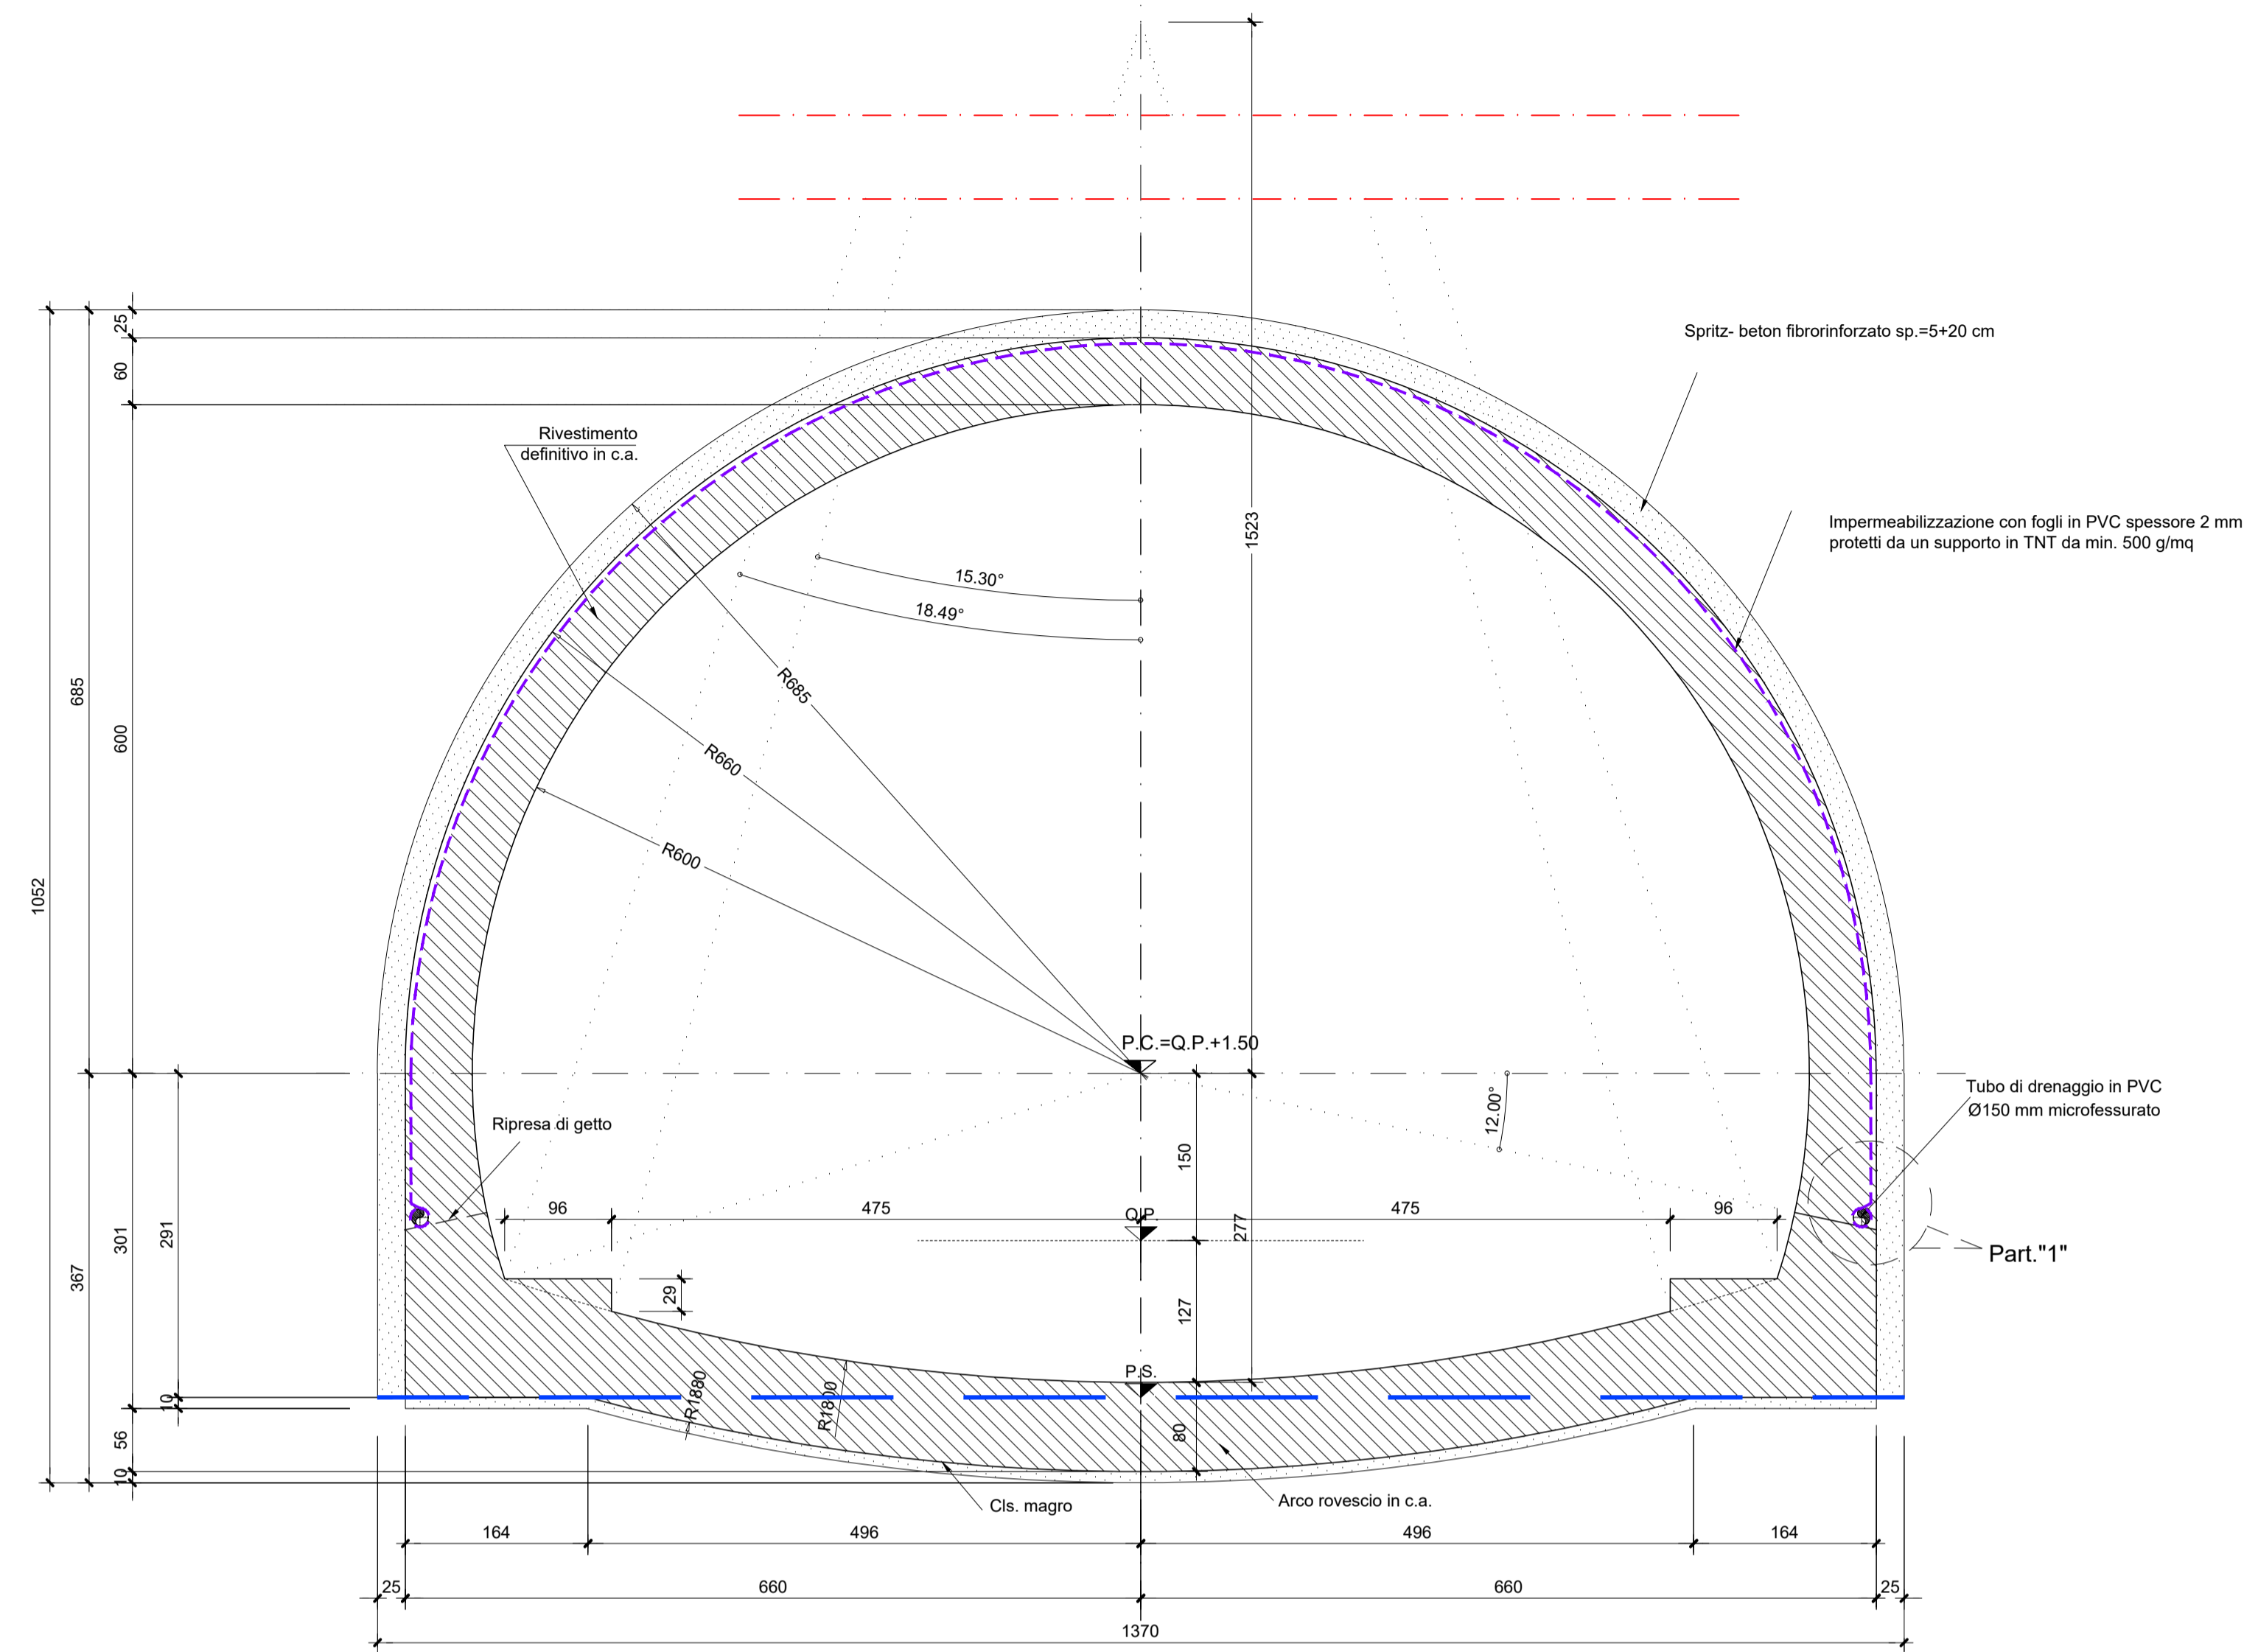 25
60
1523
Spritz- beton fibrorinforzato sp.=5+20 cm
Rivestimento
definitivo in c.a.
Impermeabilizzazione con fogli in PVC spessore 2 mm
protetti da un supporto in TNT da min. 500 g/mq
15.30°
18.49°
R685
R660
R600
685
600
1052
P.C.=Q.P.+1.50
12.00°
Tubo di drenaggio in PVC
Ø150 mm microfessurato
Ripresa di getto
150
96
475
Q.P.
475
96
277
Part."1"
301
291
367
29
127
P.S.
R1880
R1800
10
56
10
80
Cls. magro
Arco rovescio in c.a.
164
496
496
164
25
660
660
25
1370